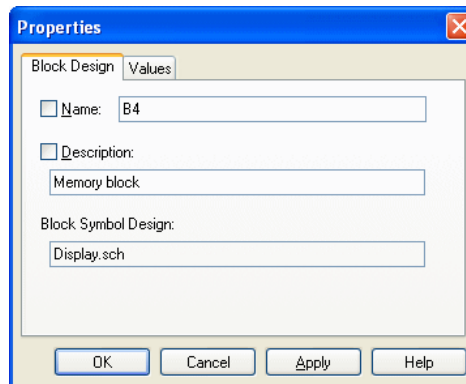 Properties
Block Design Values
Name: B4
Description:
Memory block
Block Symbol Design:
Display.sch
OK Cancel Apply Help